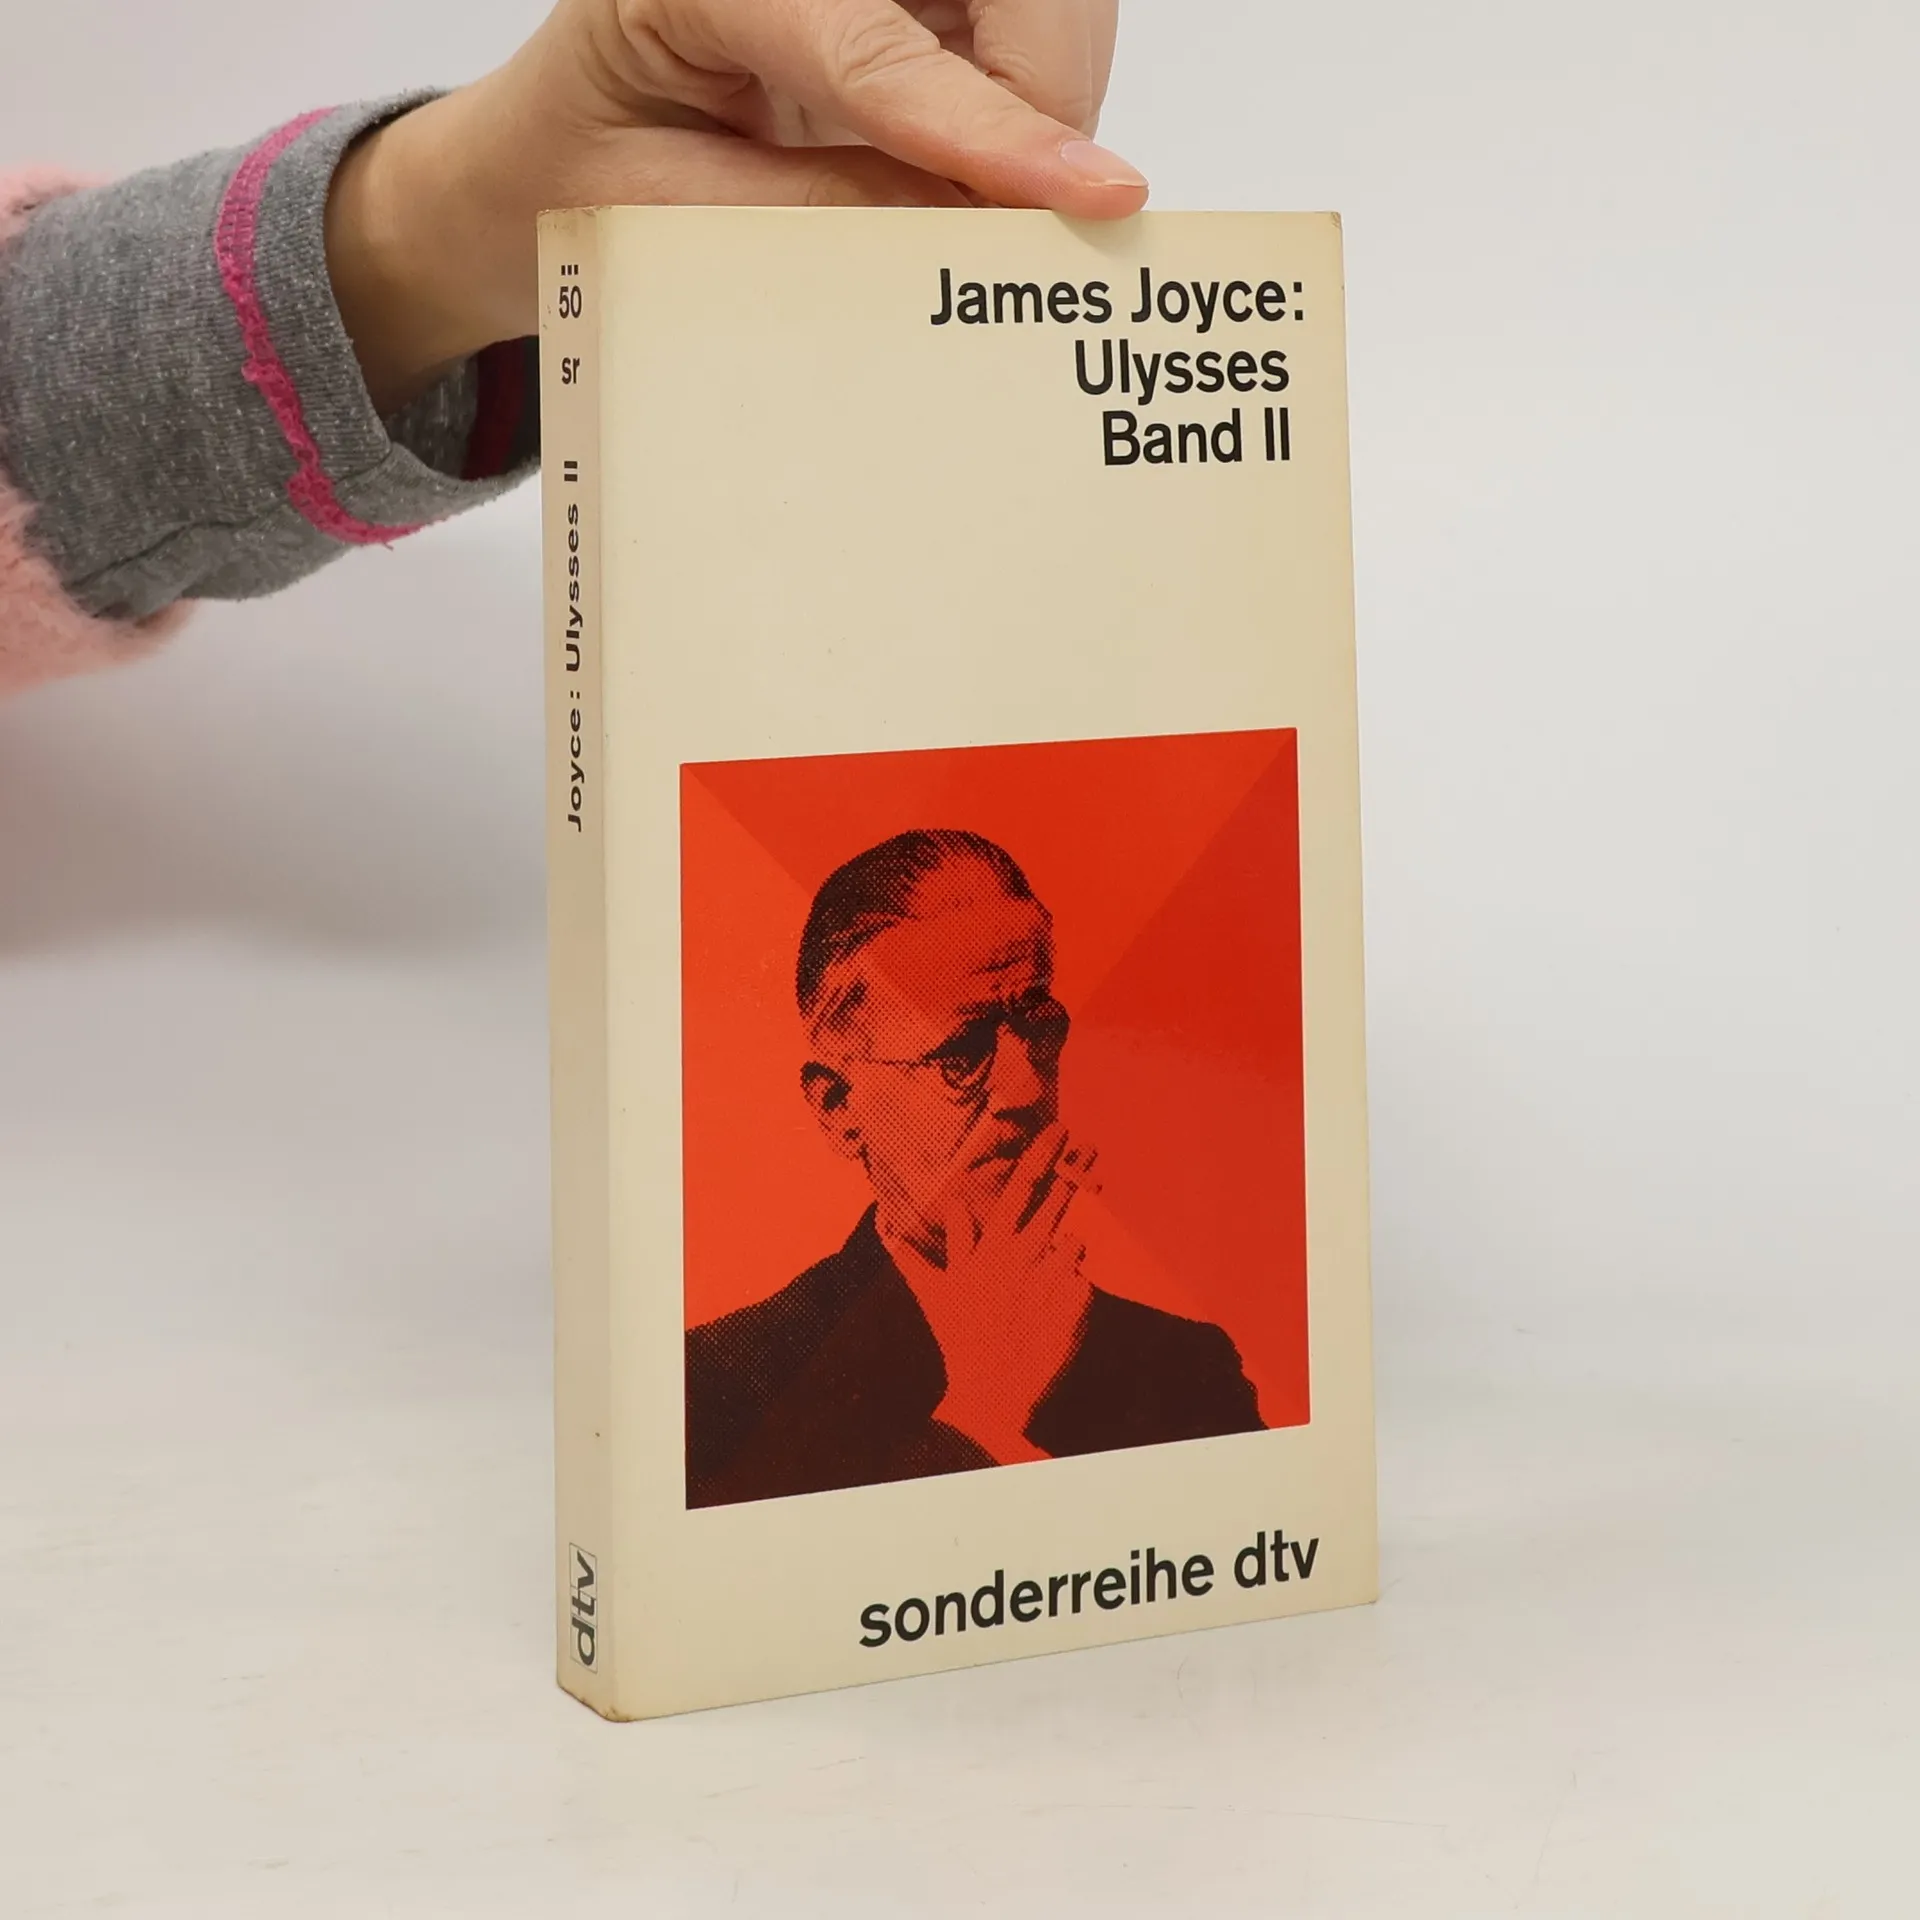 James Joyce:
Ulysses
Band II
sonderreihe dtv
50
sr
Joyce: Ulysses II
dtv